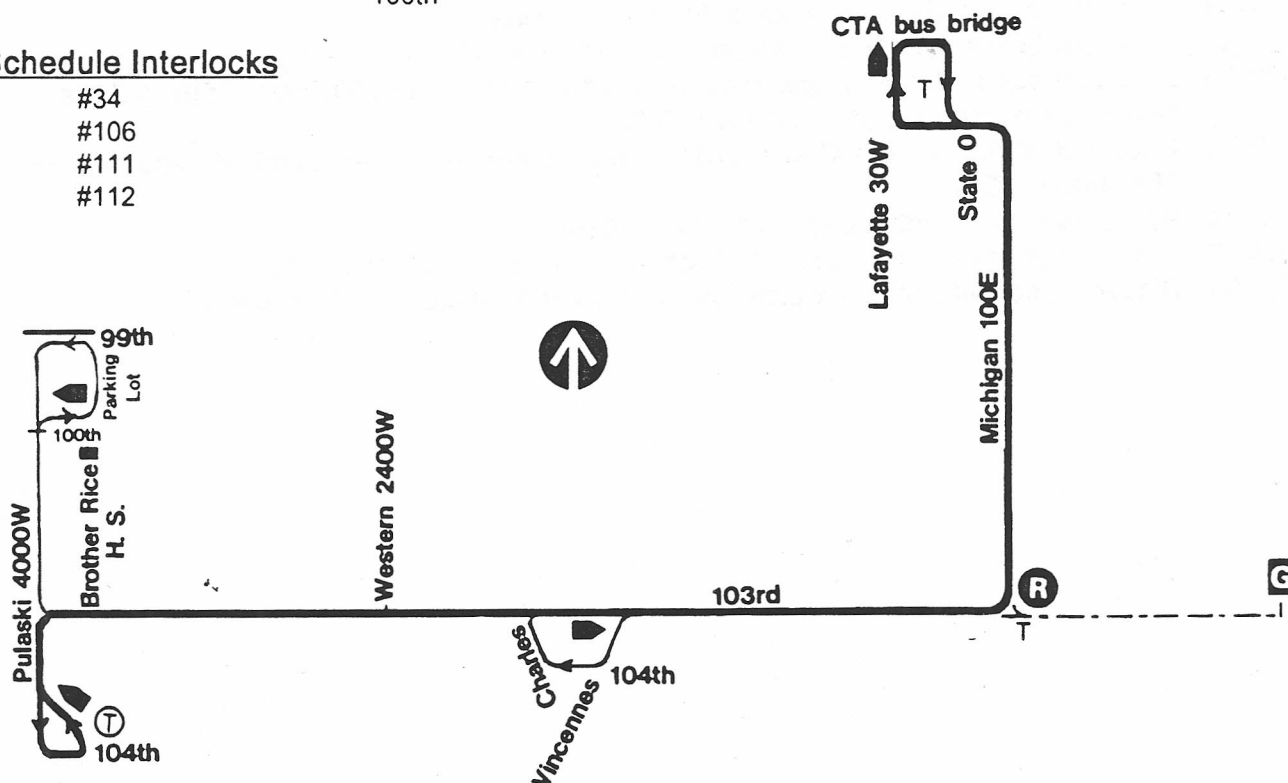 CTA bus bridge
Schedule Interlocks
#34
#106
#111
#112
T
Lafayette 30W
State 0
Michigan 100E
99th
Parking
Lot
100th
Brother Rice
H. S.
Pulaski 4000W
Western 2400W
103rd
R
G
T
Charles
104th
Vincennes
T
104th